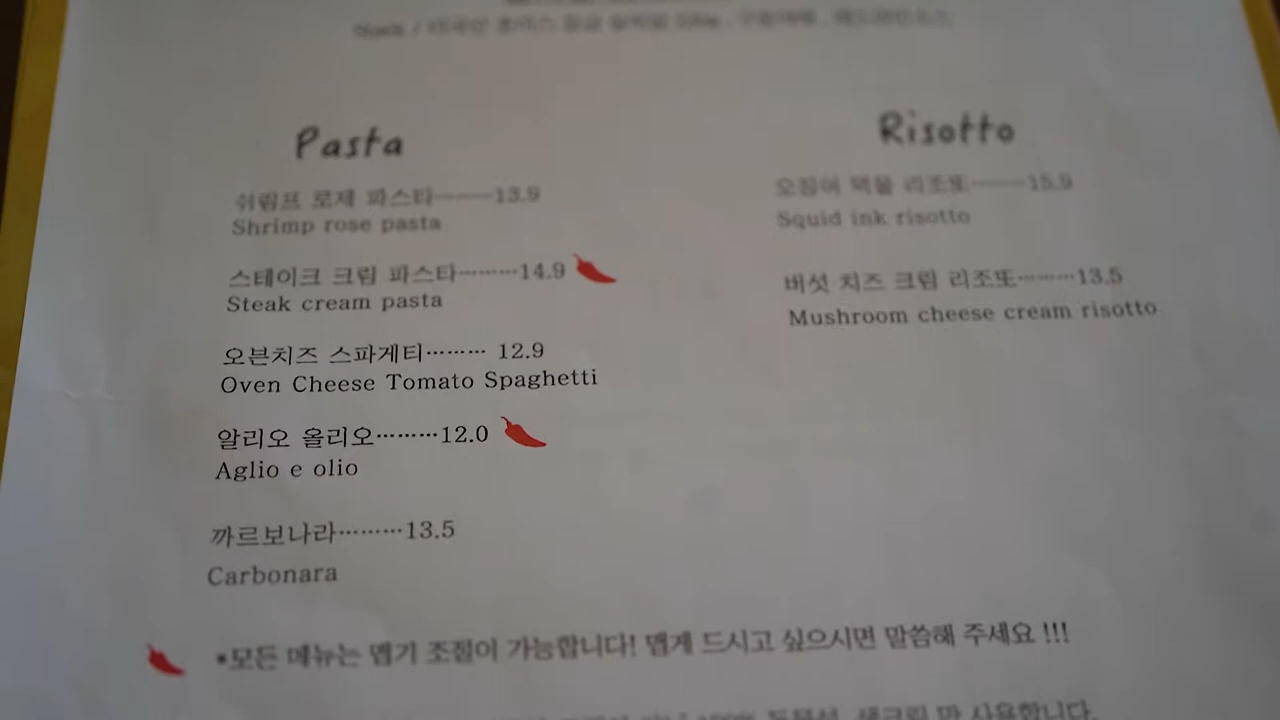 Pasta
쉬림프 로제 파스타———13.9
Shrimp rose pasta
스테이크 크림 파스타………14.9
Steak cream pasta
오븐치즈 스파게티……… 12.9
Oven Cheese Tomato Spaghetti
알리오 올리오………12.0
Aglio e olio
까르보나라………13.5
Carbonara
Risotto
오징어 먹물 리조또———15.9
Squid ink risotto
버섯 치즈 크림 리조또………13.5
Mushroom cheese cream risotto
*모든 메뉴는 맵기 조절이 가능합니다! 맵게 드시고 싶으시면 말씀해 주세요 !!!
사용합니다.